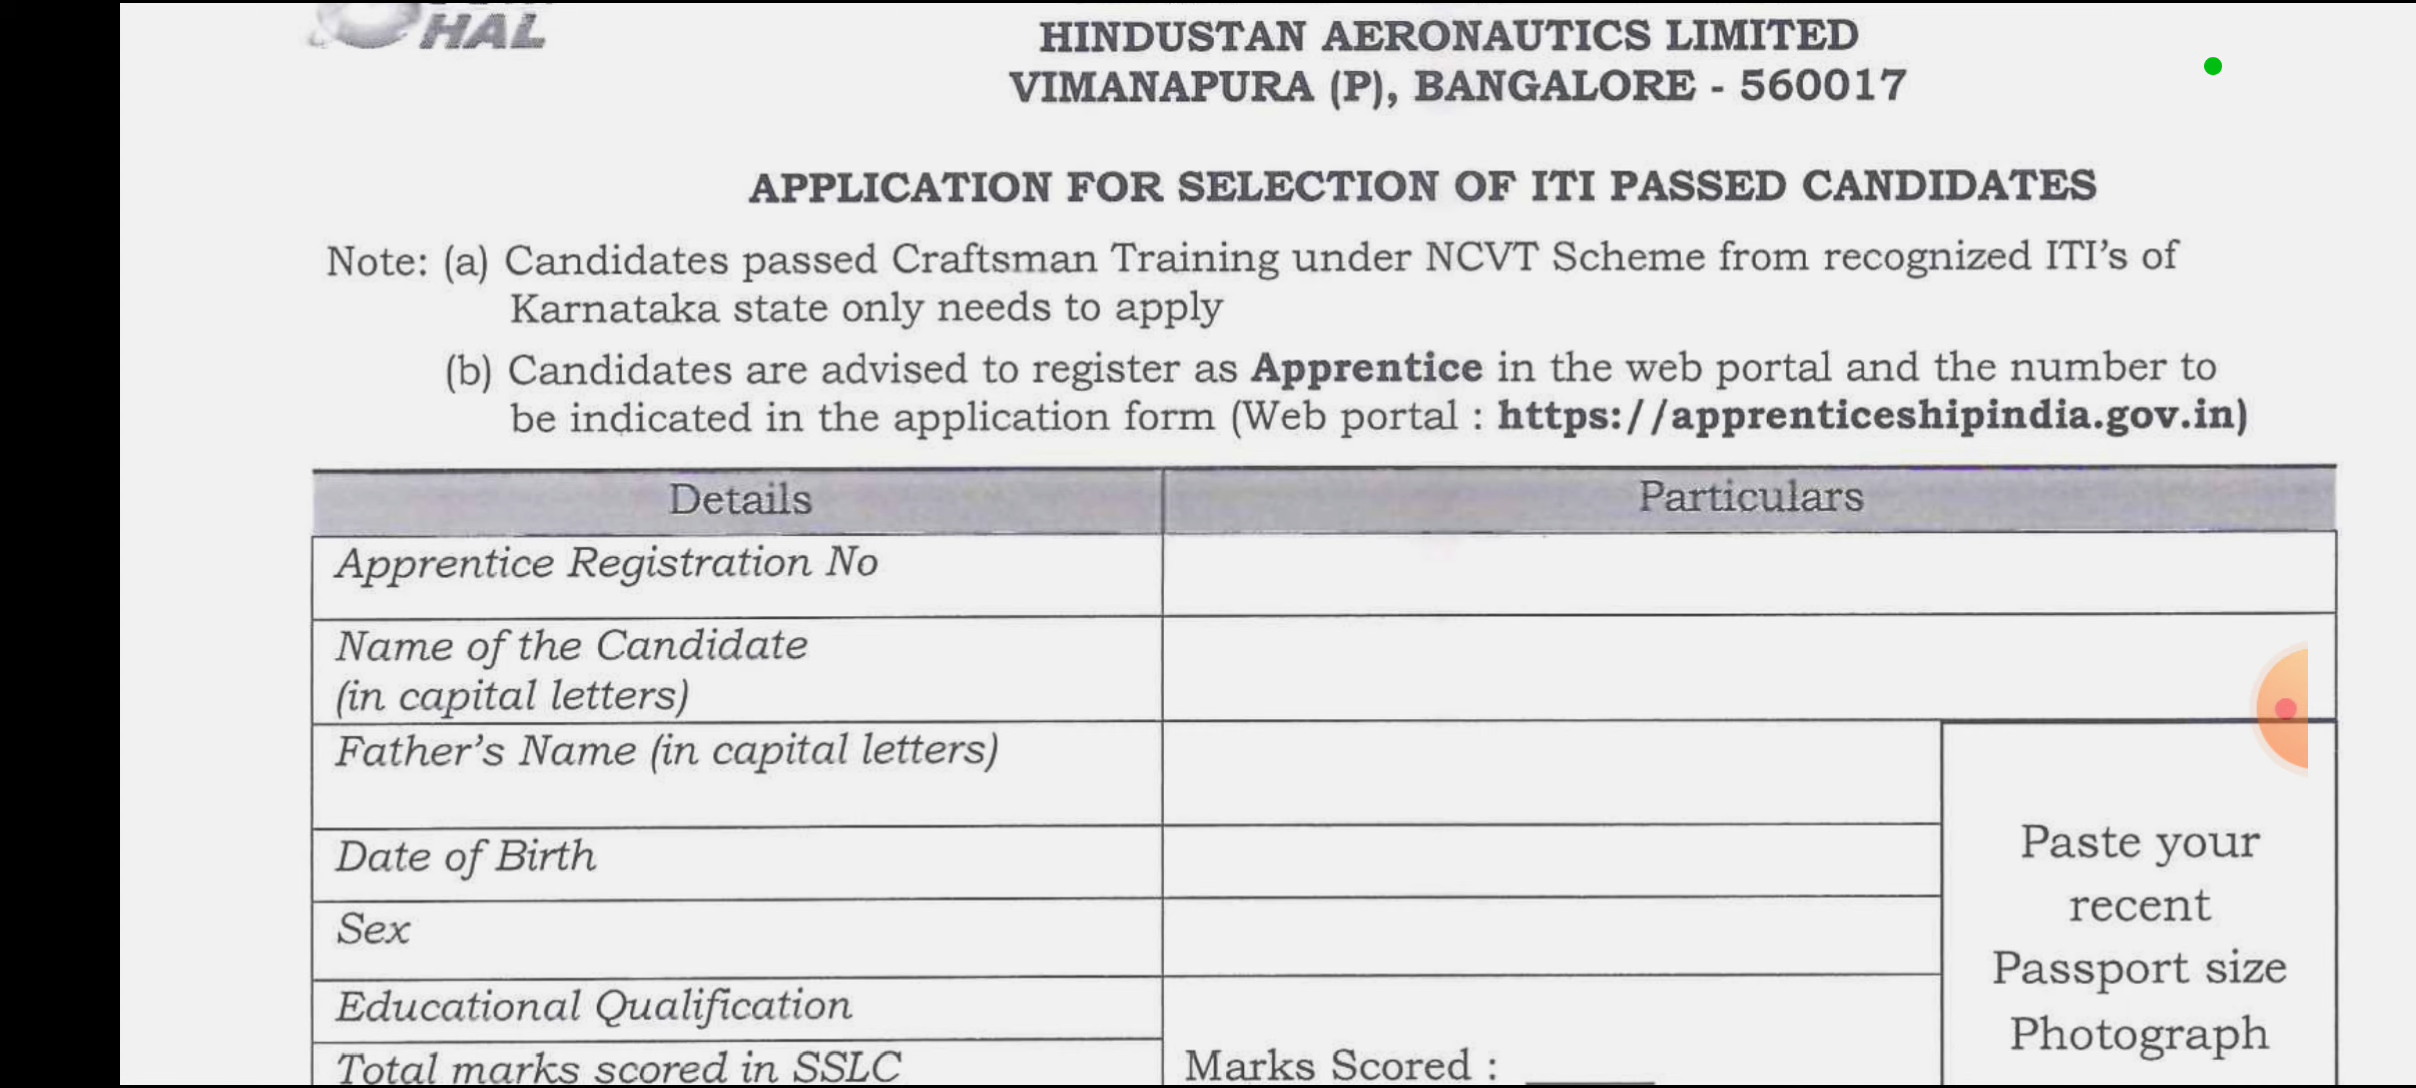 HAL
HINDUSTAN AERONAUTICS LIMITED
VIMANAPURA (P), BANGALORE - 560017
APPLICATION FOR SELECTION OF ITI PASSED CANDIDATES
Note: (a) Candidates passed Craftsman Training under NCVT Scheme from recognized ITI's of
Karnataka state only needs to apply
(b) Candidates are advised to register as Apprentice in the web portal and the number to
be indicated in the application form (Web portal : https://apprenticeshipindia.gov.in)
Details Particulars
Apprentice Registration No
Name of the Candidate
(in capital letters)
Father's Name (in capital letters)
Date of Birth
Sex
Paste your
recent
Passport size
Photograph
Educational Qualification
Total marks scored in SSLC Marks Scored : _____